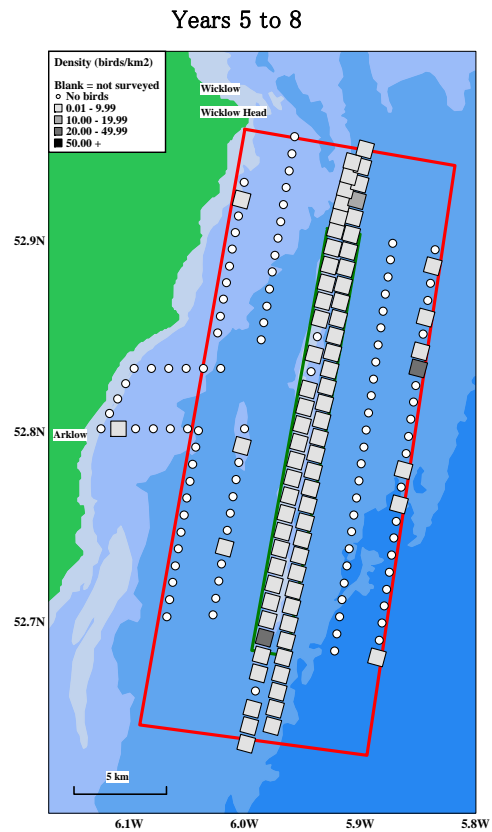 Years 5 to 8
Density (birds/km2)
Blank = not surveyed
No birds
0.01 - 9.99
10.00 - 19.99
20.00 - 49.99
50.00 +
Wicklow
Wicklow Head
52.9N
52.8N
Arklow
52.7N
5 km
6.1W 6.0W 5.9W 5.8W